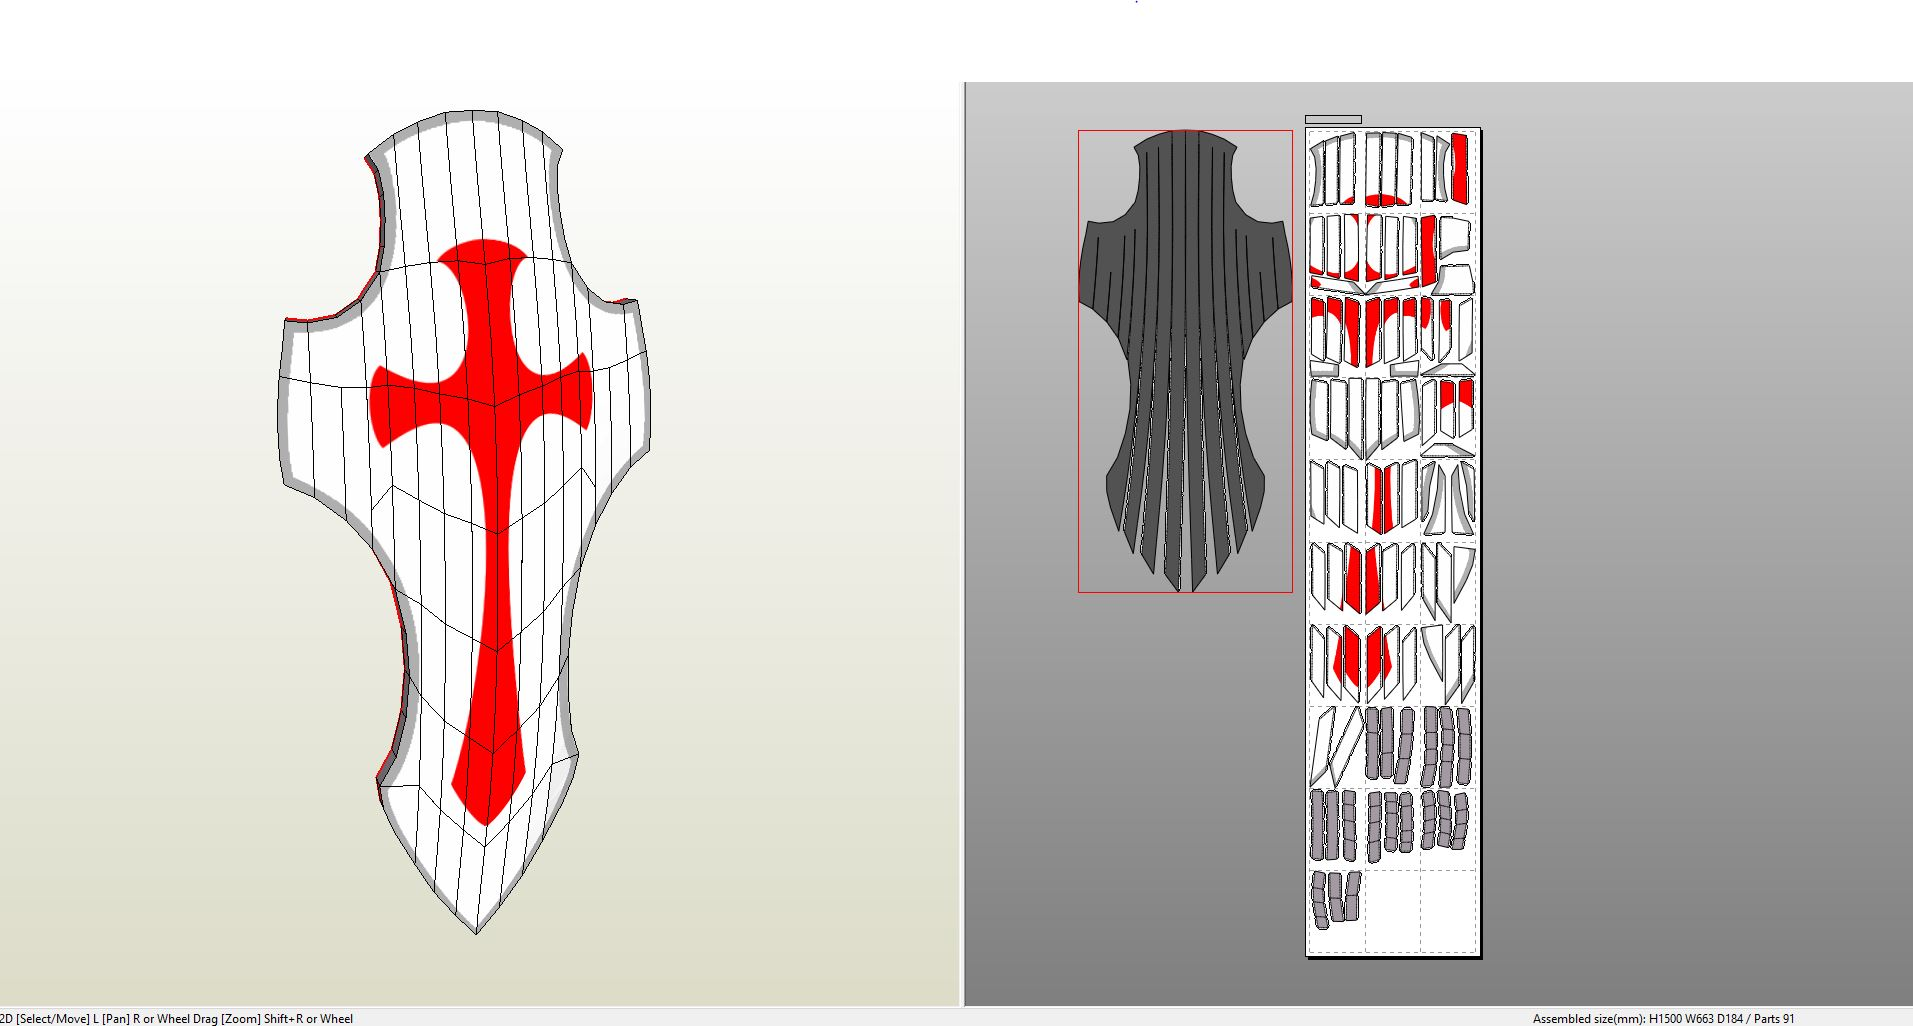 2D [Select/Move] L [Pan] R or Wheel Drag [Zoom] Shift+R or Wheel
Assembled size(mm): H1500 W663 D184 / Parts 91